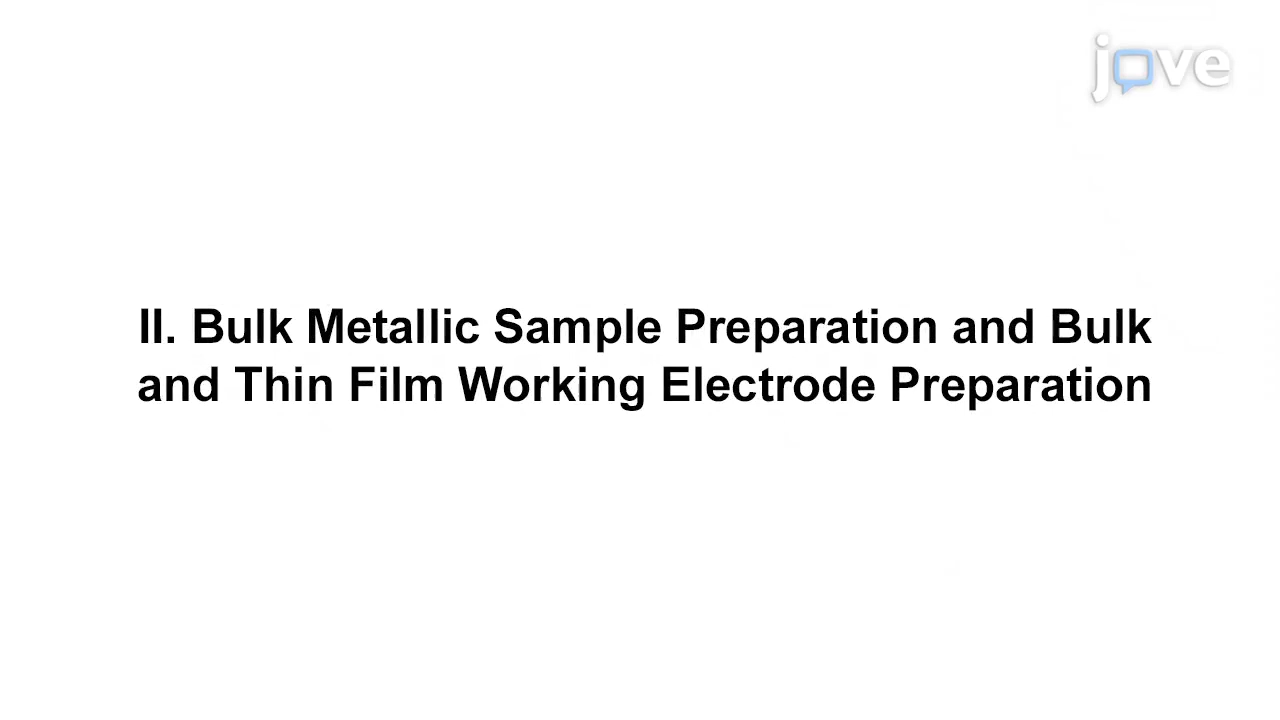 jove
II. Bulk Metallic Sample Preparation and Bulk
and Thin Film Working Electrode Preparation